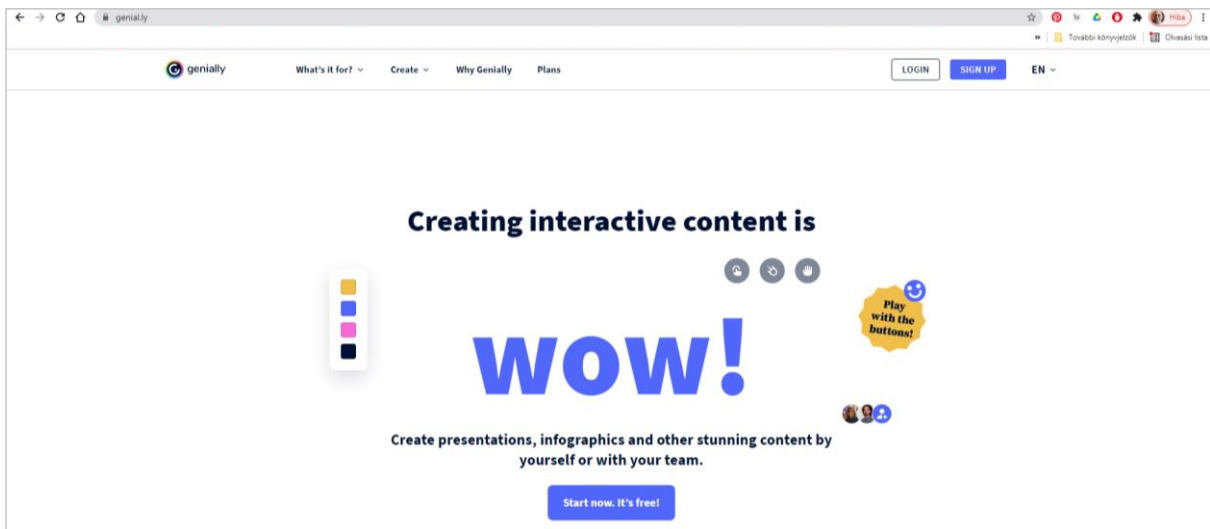 genial.ly
Hiba
További könyvjelzők
Olvasási lista
genially
What's it for?
Create
Why Genially
Plans
LOGIN
SIGN UP
EN
Creating interactive content is
wow!
Play
with the
buttons!
Create presentations, infographics and other stunning content by
yourself or with your team.
Start now. It's free!